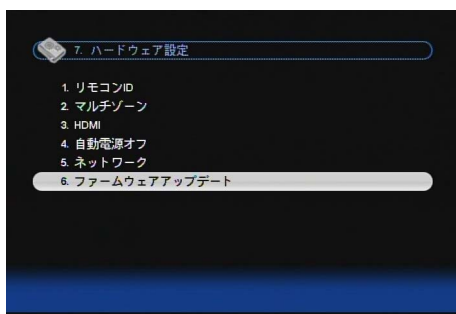 7. ハードウェア設定
1. リモコンID
2. マルチゾーン
3. HDMI
4. 自動電源オフ
5. ネットワーク
6. ファームウェアアップデート